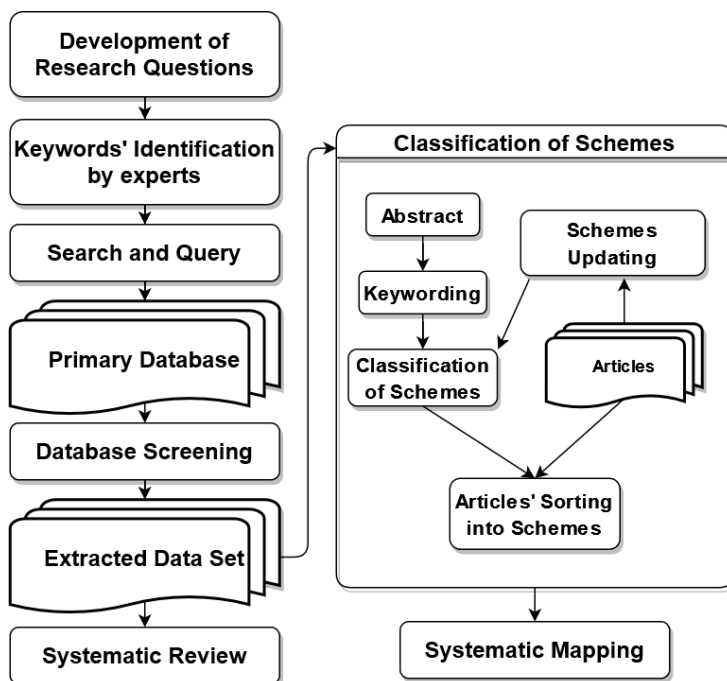 Development of
Research Questions
Keywords' Identification
by experts
Search and Query
Primary Database
Database Screening
Extracted Data Set
Systematic Review
Classification of Schemes
Abstract
Keywording
Classification
of Schemes
Schemes
Updating
Articles
Articles' Sorting
into Schemes
Systematic Mapping